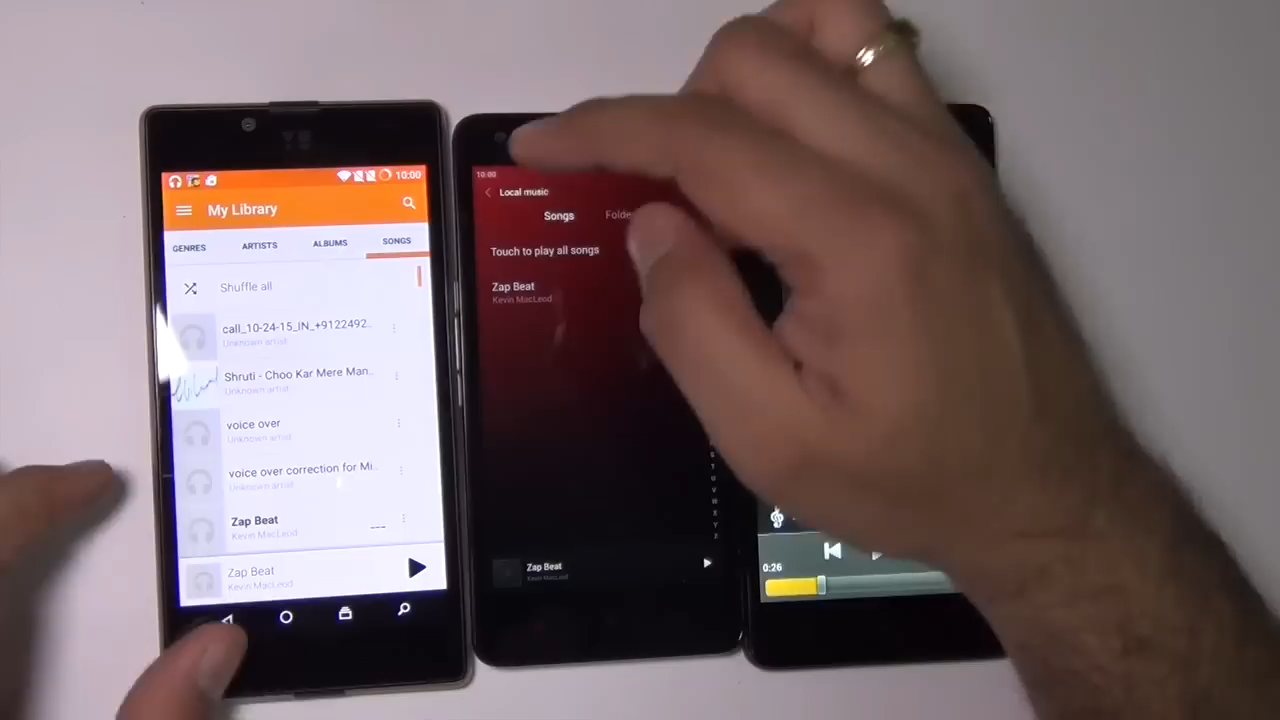 YU
10:00
My Library
GENRES ARTISTS ALBUMS SONGS
Shuffle all
call_10-24-15_IN_+9122492..
Unknown artist
Shruti - Choo Kar Mere Man..
Unknown artist
voice over
Unknown artist
voice over correction for Mi..
Unknown artist
Zap Beat
Kevin MacLeod
Zap Beat
Kevin MacLeod
10:00
Local music
Songs Folde
Touch to play all songs
Zap Beat
Kevin MacLeod
S
T
U
V
W
X
Y
Z
Zap Beat
Kevin MacLeod
0:26